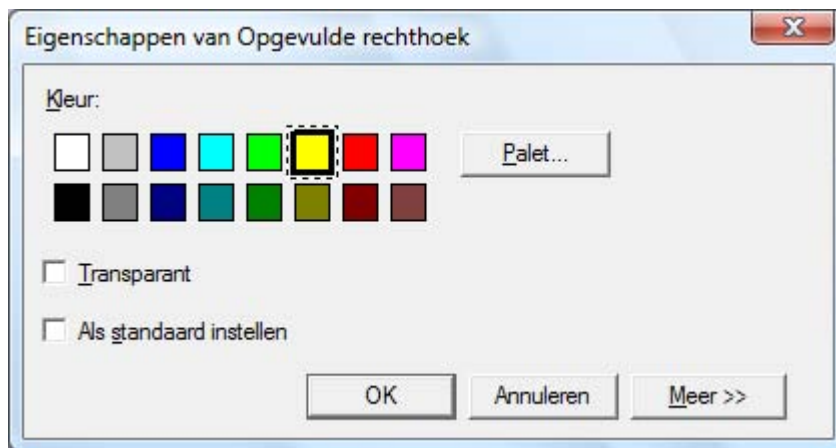 Eigenschappen van Opgevulde rechthoek
Kleur:
Palet...
Transparant
Als standaard instellen
OK Annuleren Meer >>